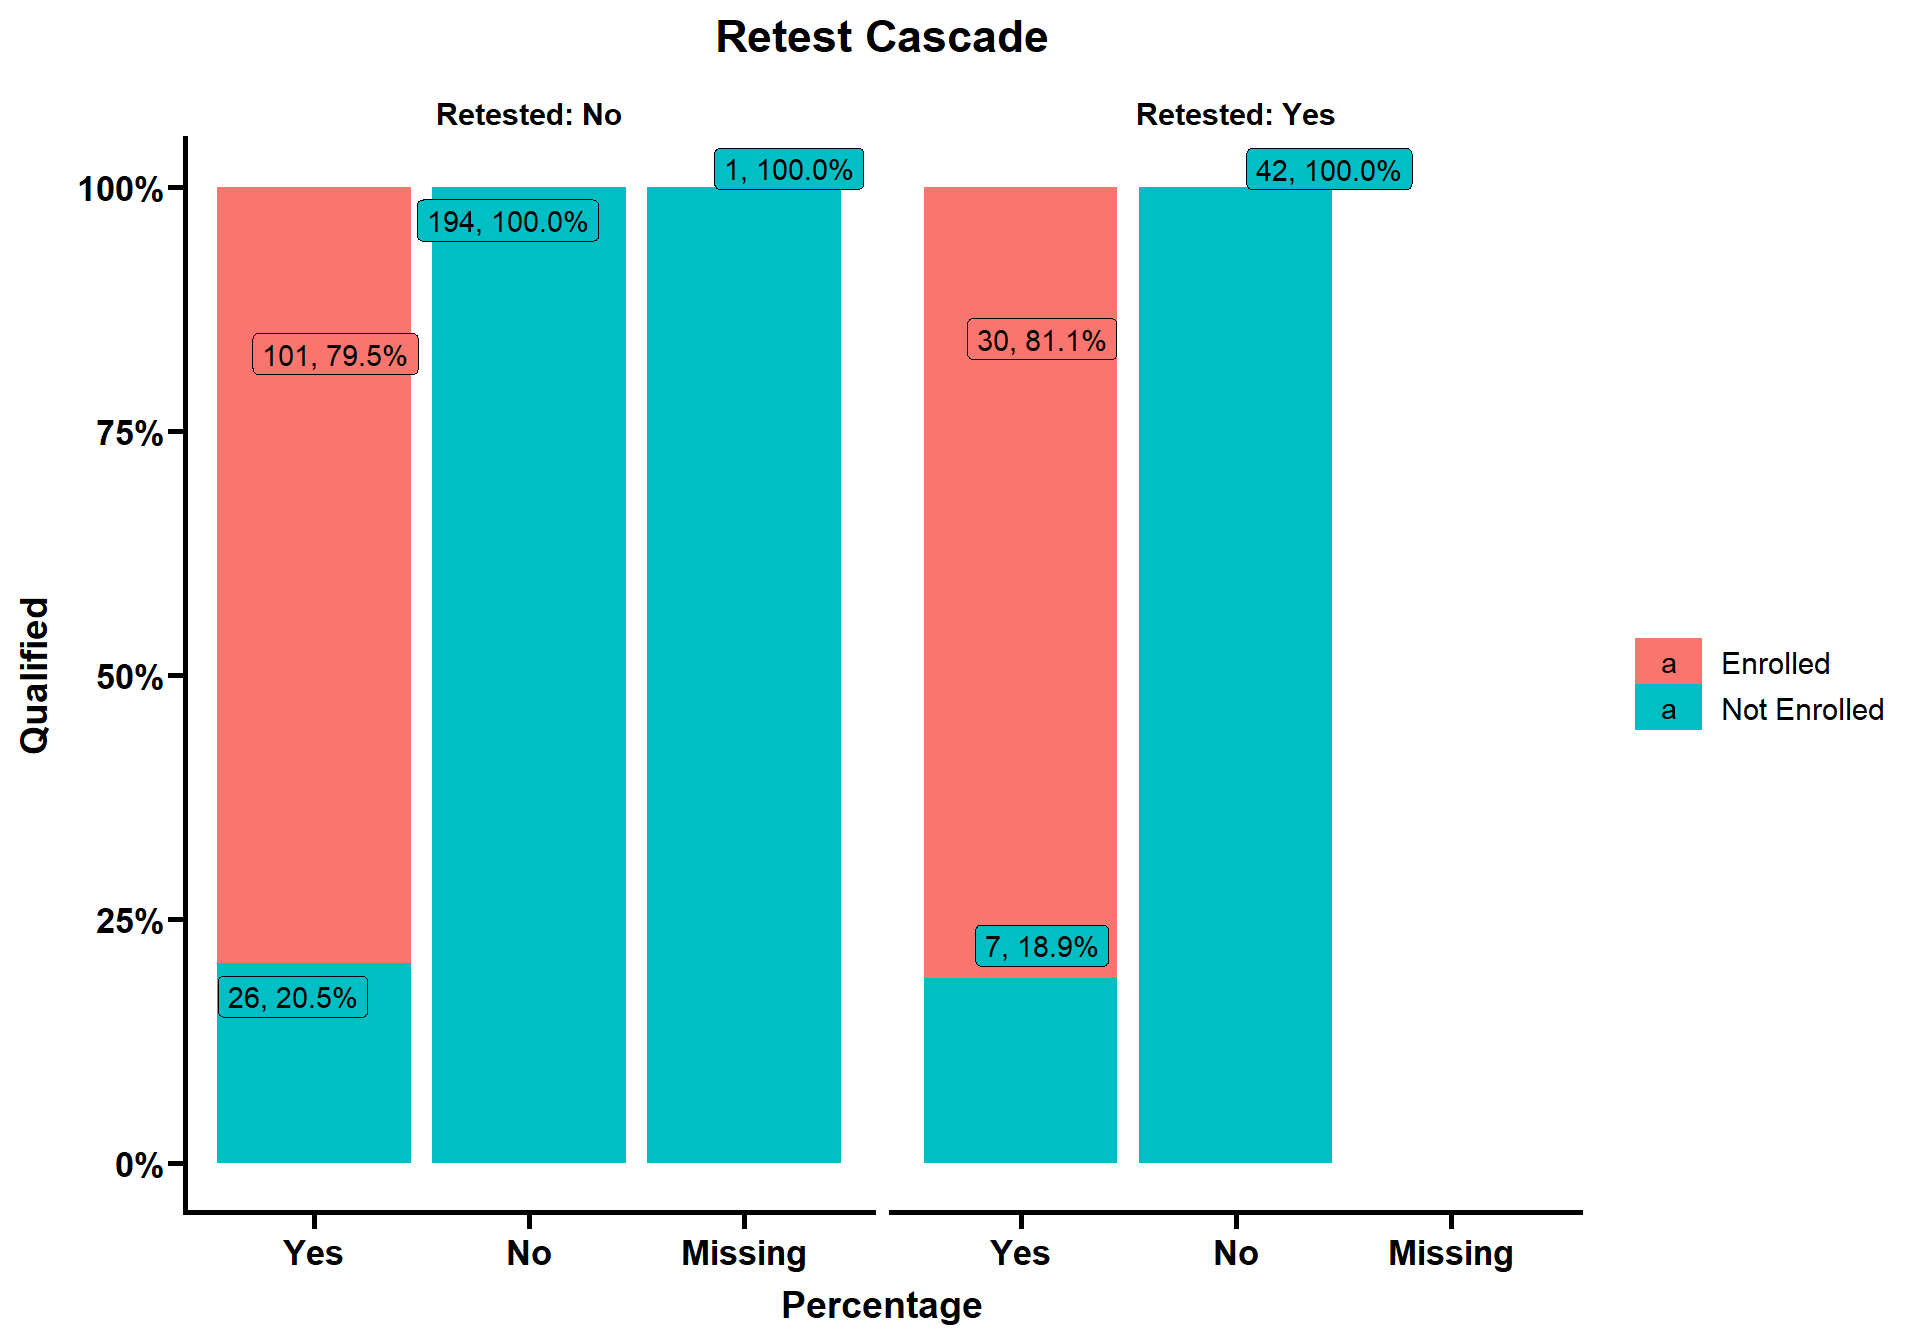 Retest Cascade
Retested: No
Retested: Yes
100%
75%
50%
25%
0%
Qualified
101, 79.5%
26, 20.5%
194, 100.0%
1, 100.0%
30, 81.1%
7, 18.9%
42, 100.0%
Yes
No
Missing
Yes
No
Missing
Percentage
a Enrolled
a Not Enrolled